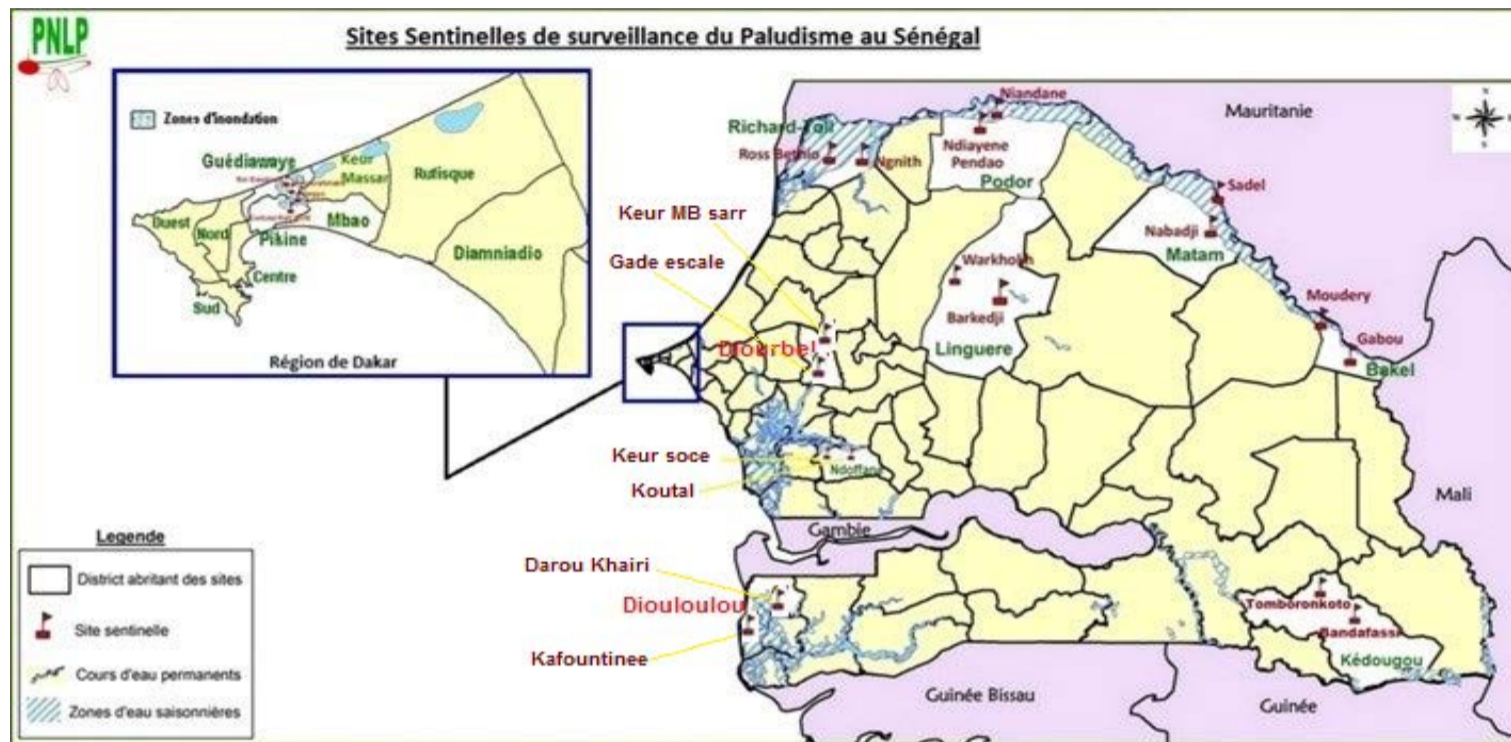 PNLP
Sites Sentinelles de surveillance du Paludisme au Sénégal
Zones d'inondation
Guédiawaye
Keur
Massar
Rufisque
Ouest
Nord
Pikine
Mbao
Diamniadio
Centre
Sud
Région de Dakar
Niandane
Mauritanie
Richard-Toll
Ross Bethio
Ngnith
Ndiayene
Pendao
Podor
Sadel
Keur MB sarr
Nabadji
Matam
Gade escale
Warkhokh
Moudery
Barkedji
Diourbel
Linguere
Gabou
Bakel
Keur soce
Ndoffane
Koutal
Mali
Gambie
Legende
District abritant des sites
Site sentinelle
Cours d'eau permanents
Zones d'eau saisonnières
Darou Khairi
Diouloulou
Kafountinee
Tomboronkoto
Bandafassi
Kédougou
Guinée Bissau
Guinée